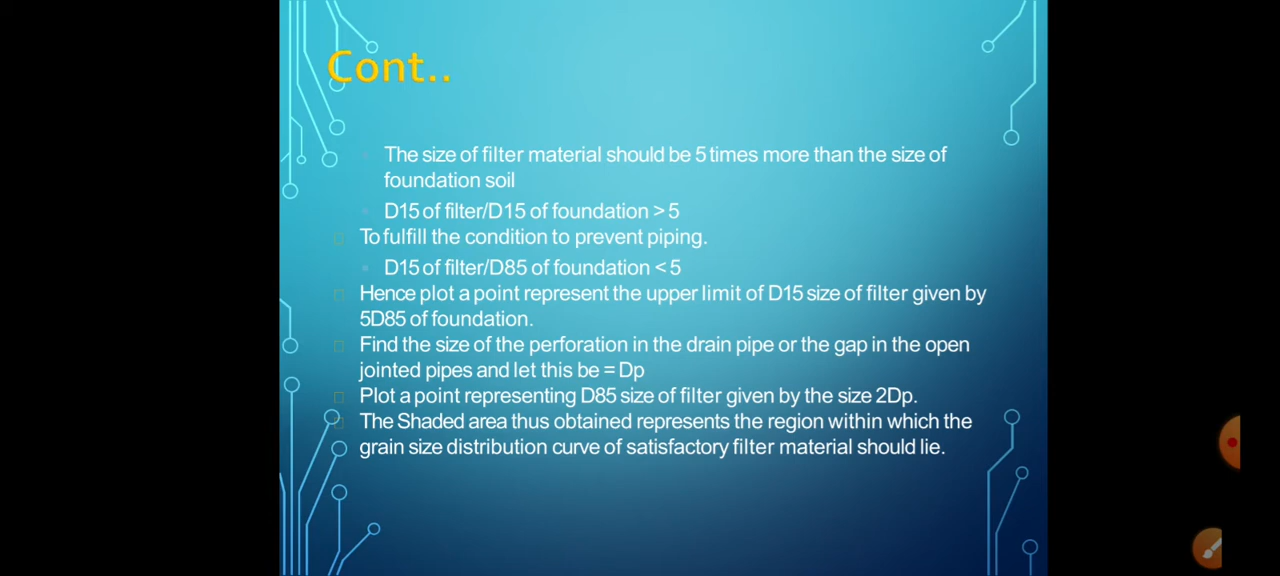 Cont..
The size of filter material should be 5 times more than the size of
foundation soil
D15 of filter/D15 of foundation > 5
To fulfill the condition to prevent piping.
D15 of filter/D85 of foundation < 5
Hence plot a point represent the upper limit of D15 size of filter given by
5D85 of foundation.
Find the size of the perforation in the drain pipe or the gap in the open
jointed pipes and let this be = Dp
Plot a point representing D85 size of filter given by the size 2Dp.
The Shaded area thus obtained represents the region within which the
grain size distribution curve of satisfactory filter material should lie.